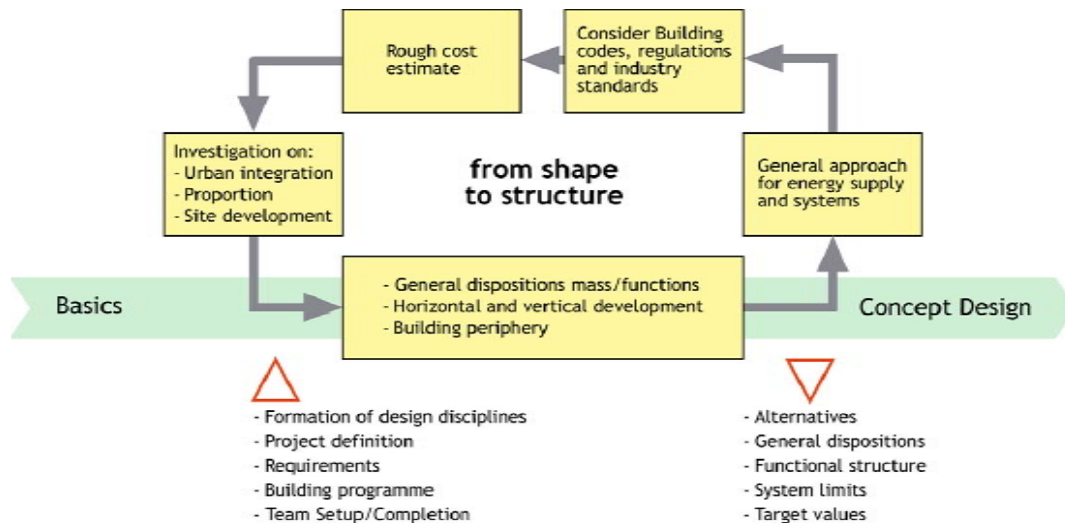 Rough cost
estimate
Consider Building
codes, regulations
and industry
standards
Investigation on:
- Urban integration
- Proportion
- Site development
from shape
to structure
General approach
for energy supply
and systems
Basics
- General dispositions mass/functions
- Horizontal and vertical development
- Building periphery
Concept Design
- Formation of design disciplines
- Project definition
- Requirements
- Building programme
- Team Setup/Completion
- Alternatives
- General dispositions
- Functional structure
- System limits
- Target values